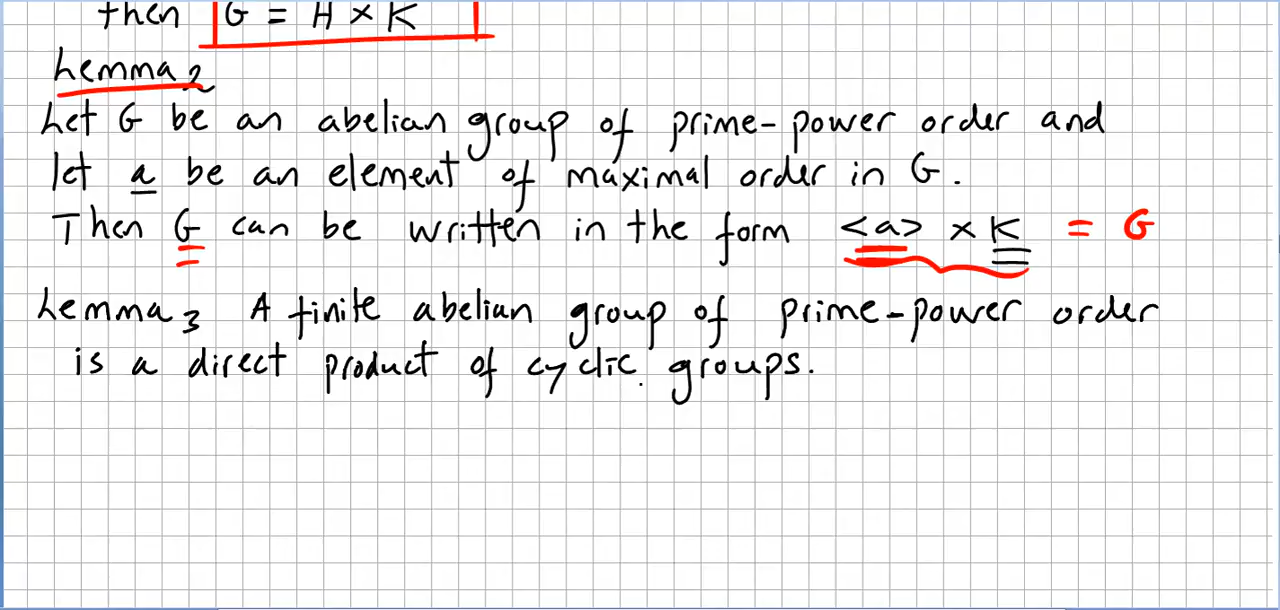 then G = H × K
Lemma 2
Let G be an abelian group of prime-power order and
let a be an element of maximal order in G.
Then G can be written in the form <a> × K = G
Lemma 3 A finite abelian group of prime-power order
is a direct product of cyclic groups.